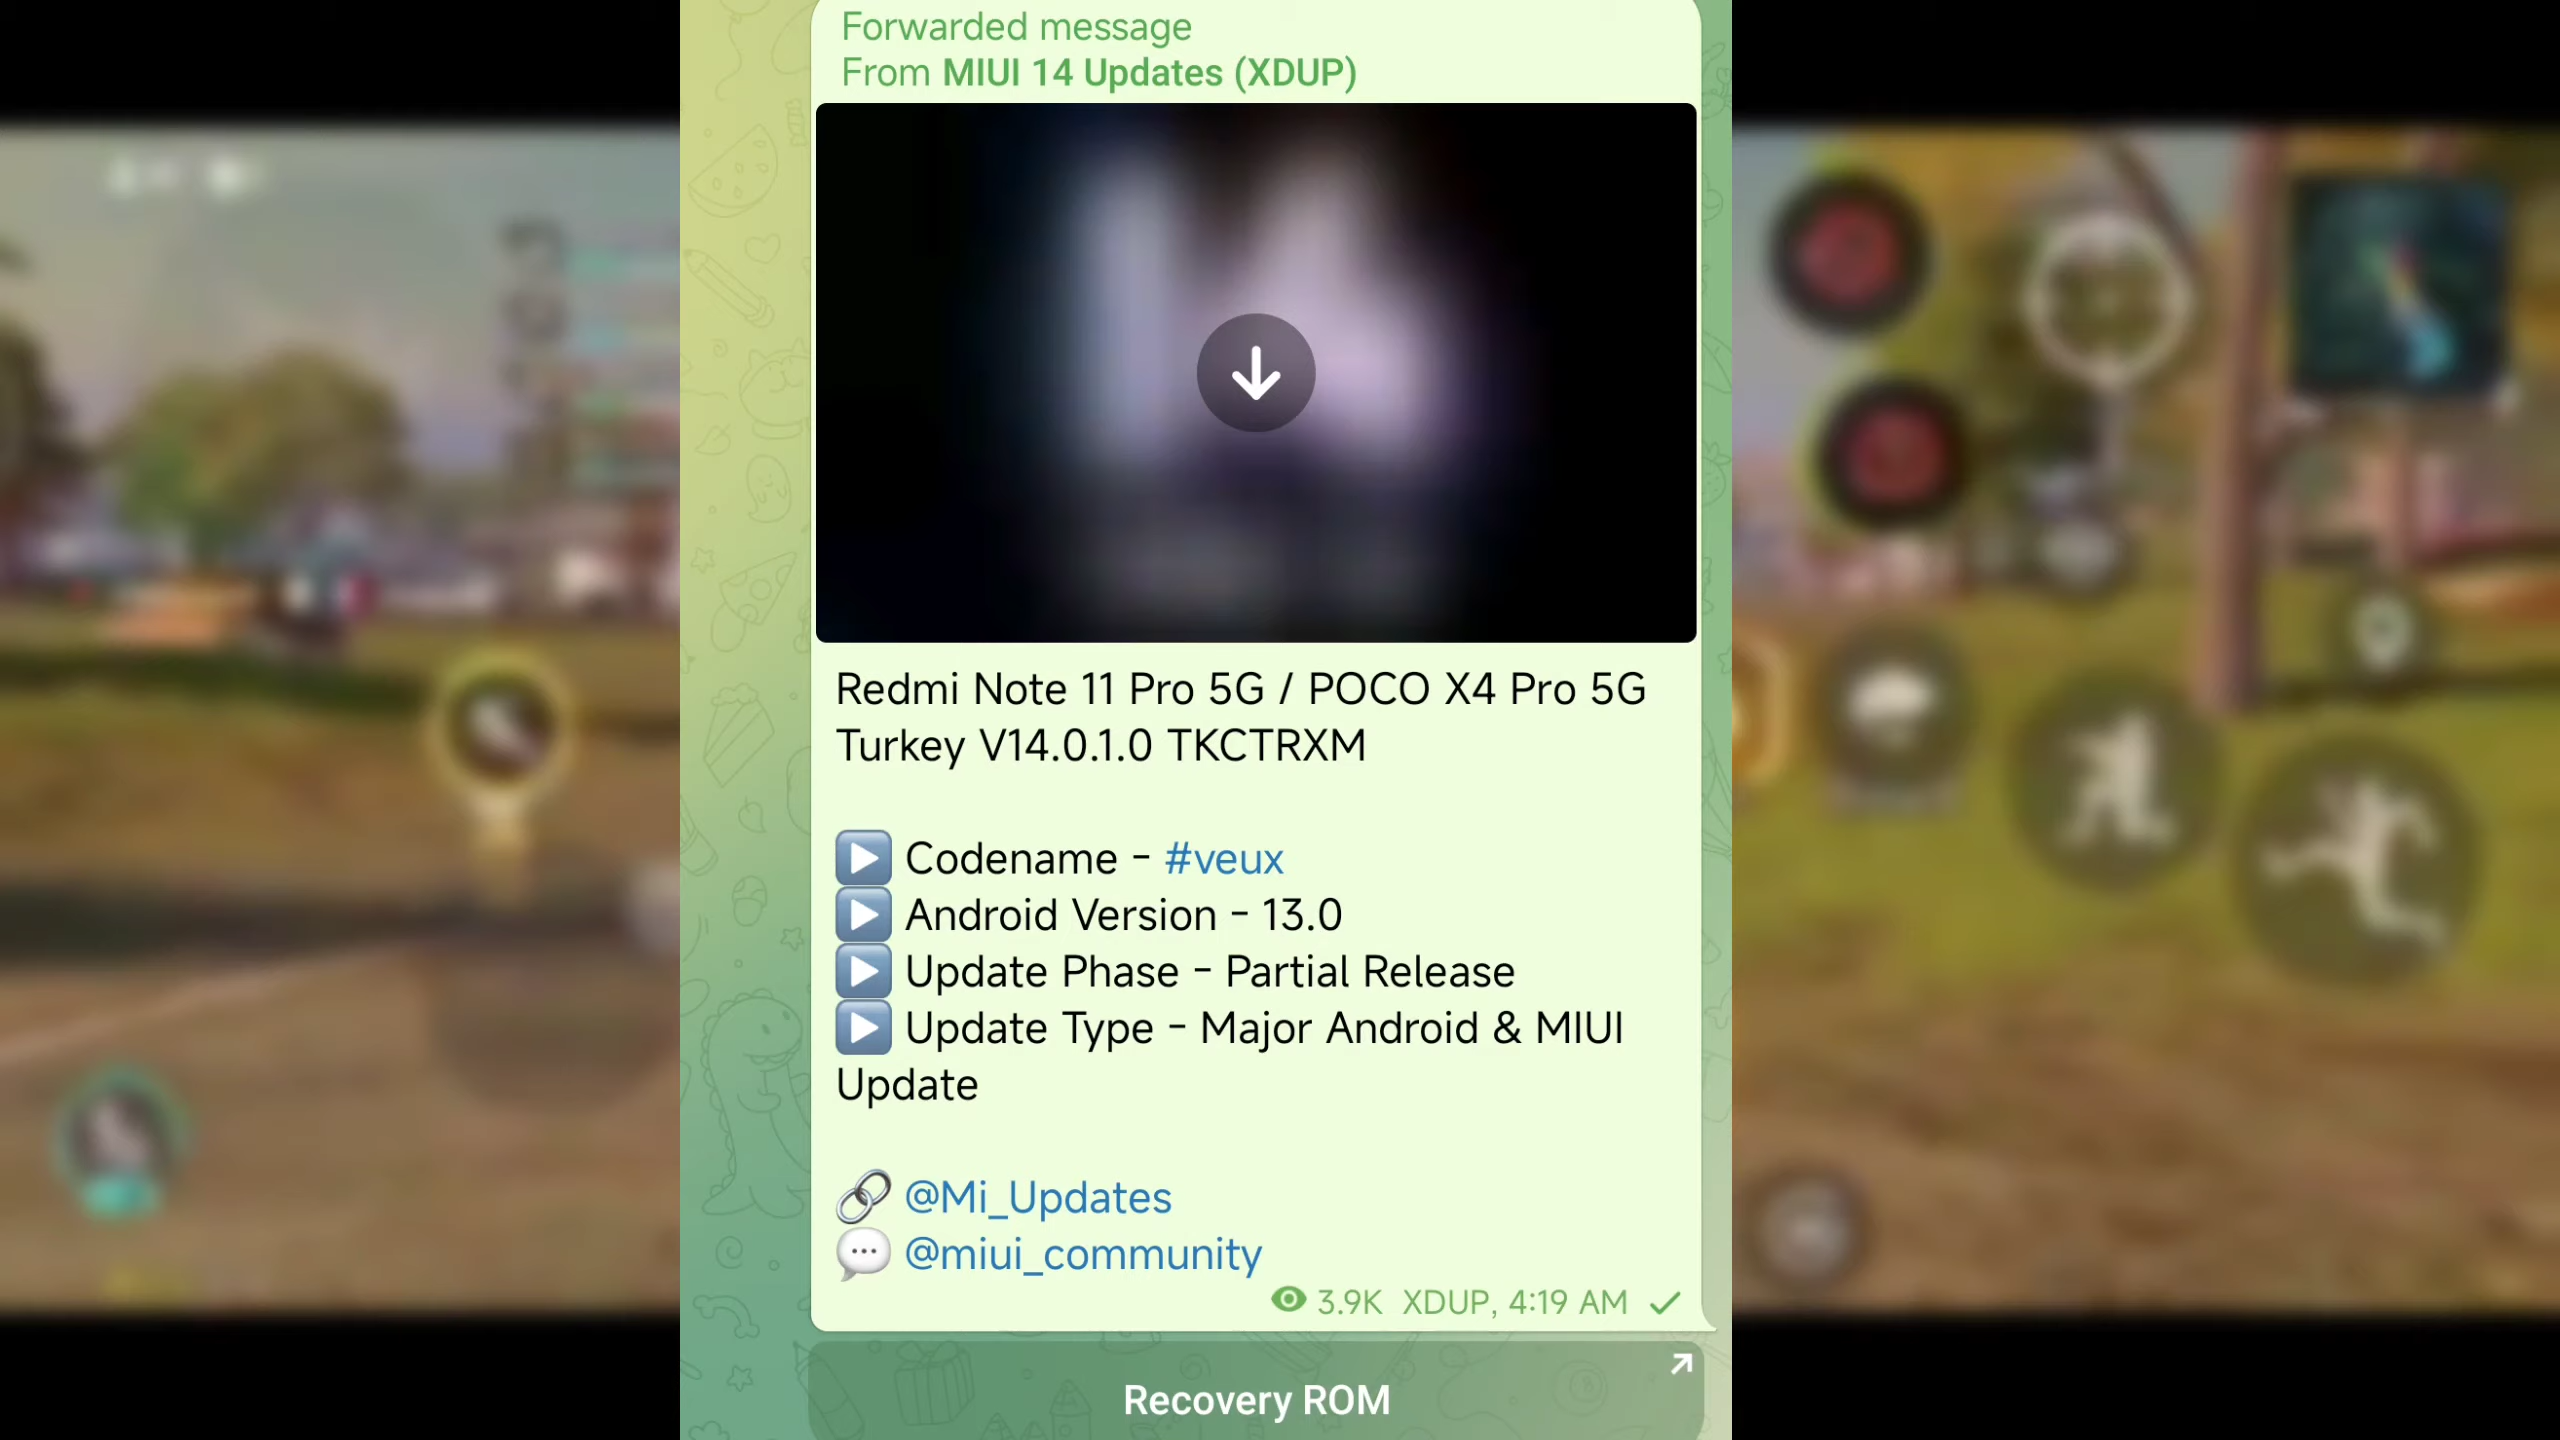 Forwarded message
From MIUI 14 Updates (XDUP)
Redmi Note 11 Pro 5G / POCO X4 Pro 5G
Turkey V14.0.1.0 TKCTRXM
▶️ Codename - #veux
▶️ Android Version - 13.0
▶️ Update Phase - Partial Release
▶️ Update Type - Major Android & MIUI
Update
🔗 @Mi_Updates
💬 @miui_community
3.9K XDUP, 4:19 AM
Recovery ROM